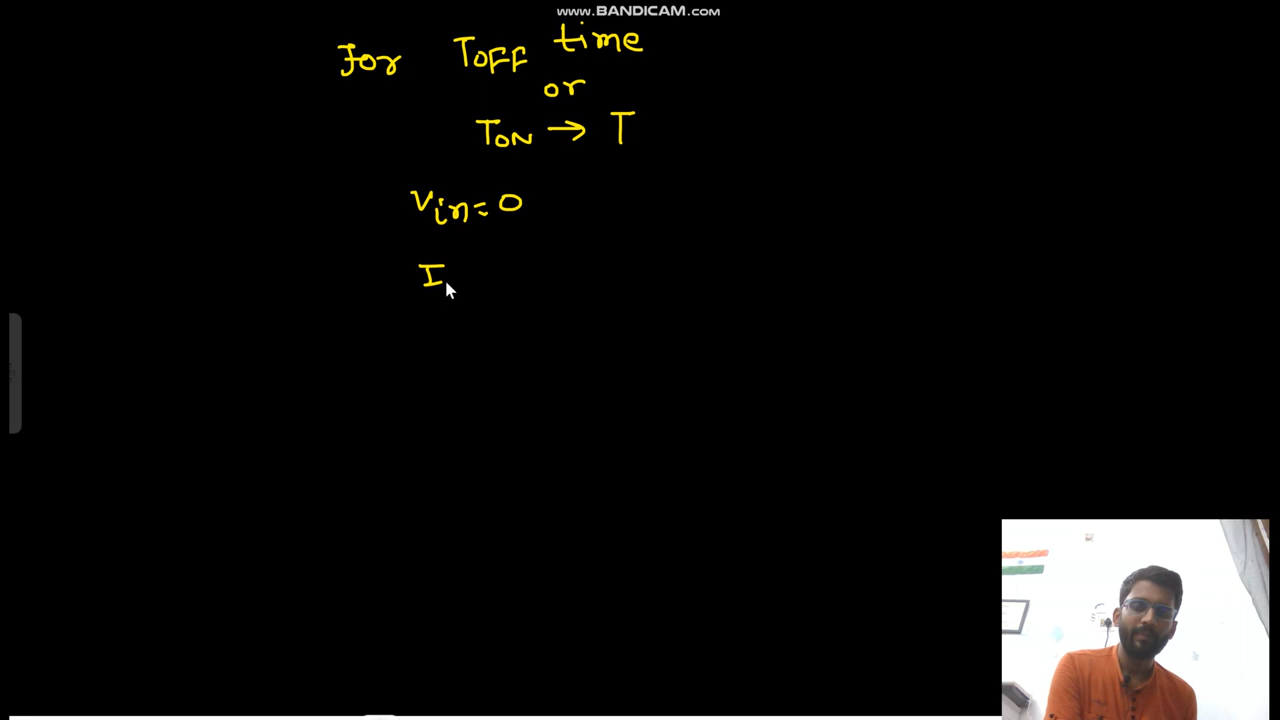 www.BANDICAM.com
For TOFF time
or
TON → T
Vin = 0
I